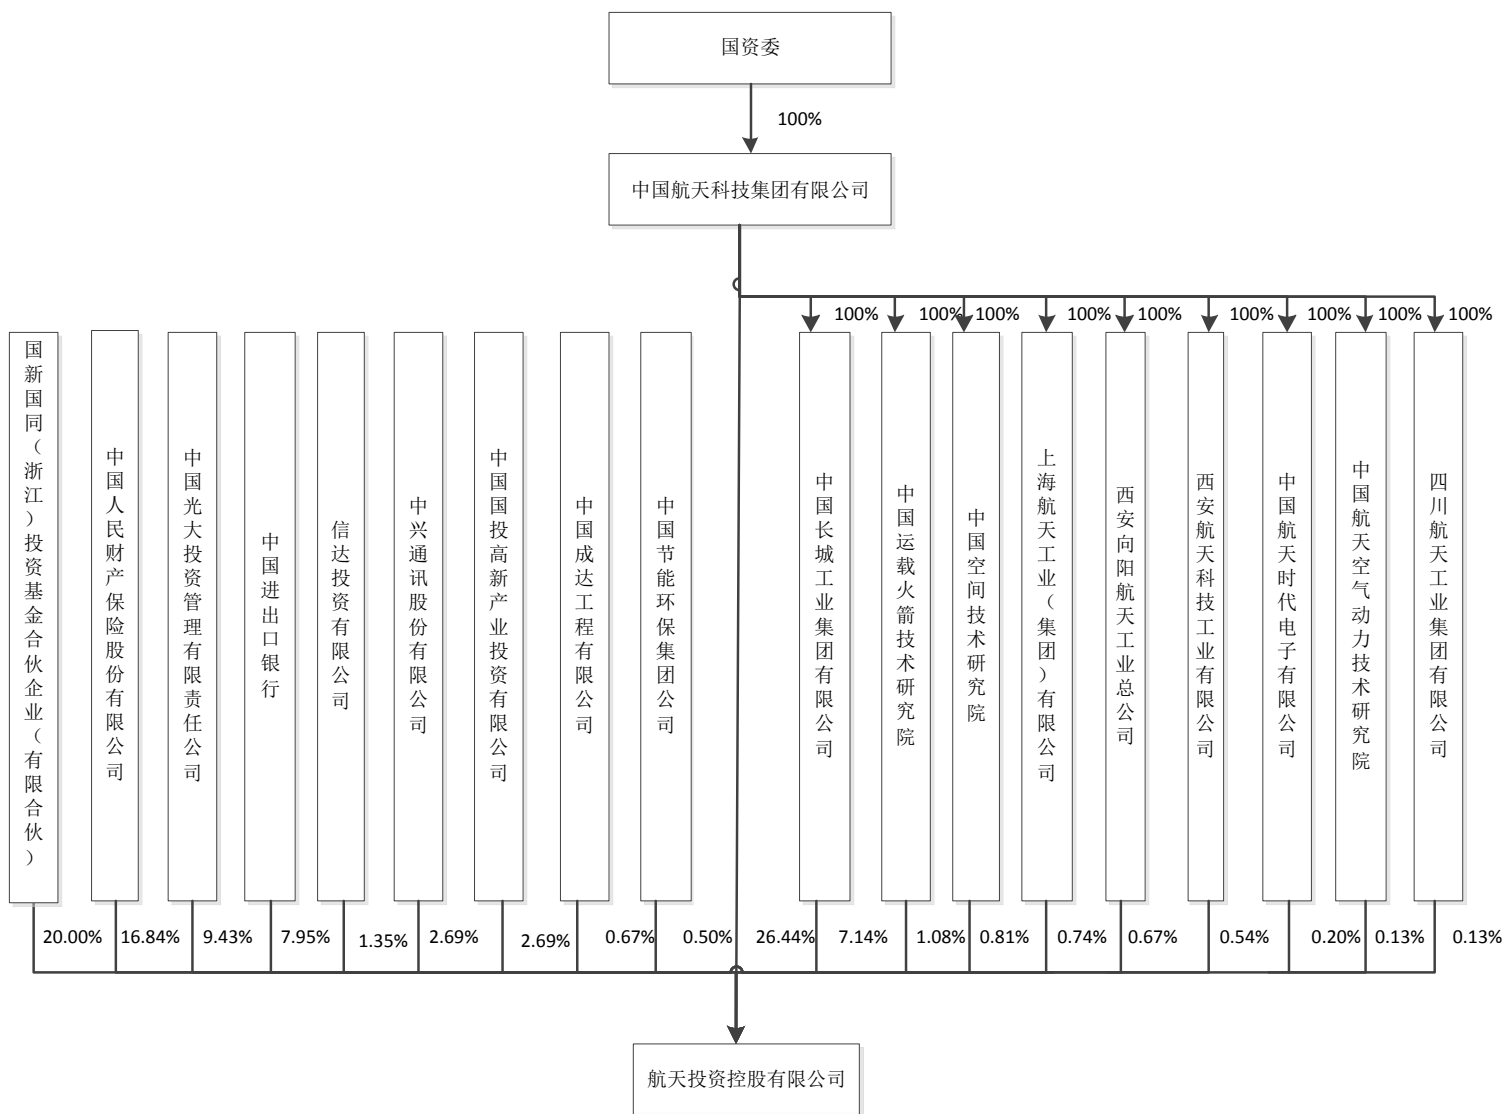 国资委
100%
中国航天科技集团有限公司
100%
100%
100%
100%
100%
100%
100%
100%
100%
国新国同（浙江）投资基金合伙企业（有限合伙）
中国人民财产保险股份有限公司
中国光大投资管理有限责任公司
中国进出口银行
信达投资有限公司
中兴通讯股份有限公司
中国国投高新产业投资有限公司
中国成达工程有限公司
中国节能环保集团公司
中国长城工业集团有限公司
中国运载火箭技术研究院
中国空间技术研究院
上海航天工业（集团）有限公司
西安向阳航天工业总公司
西安航天科技工业有限公司
中国航天时代电子有限公司
中国航天空气动力技术研究院
四川航天工业集团有限公司
20.00%
16.84%
9.43%
7.95%
1.35%
2.69%
2.69%
0.67%
0.50%
26.44%
7.14%
1.08%
0.81%
0.74%
0.67%
0.54%
0.20%
0.13%
0.13%
航天投资控股有限公司